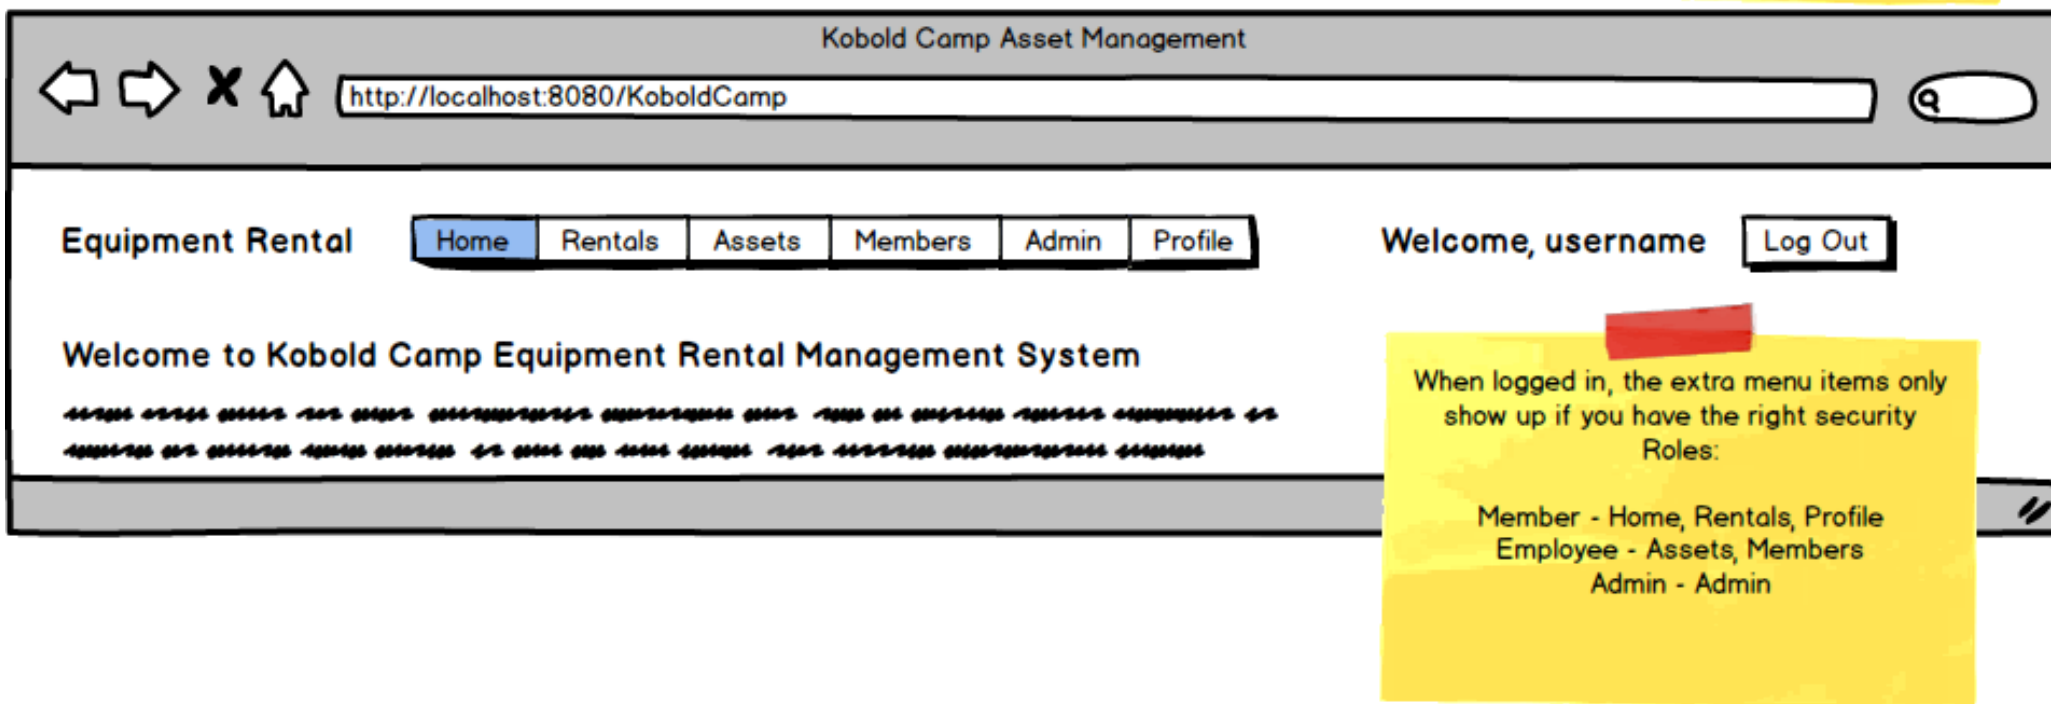 Kobold Camp Asset Management
http://localhost:8080/KoboldCamp
Equipment Rental
Home Rentals Assets Members Admin Profile
Welcome, username
Log Out
Welcome to Kobold Camp Equipment Rental Management System
When logged in, the extra menu items only
show up if you have the right security
Roles:
Member - Home, Rentals, Profile
Employee - Assets, Members
Admin - Admin